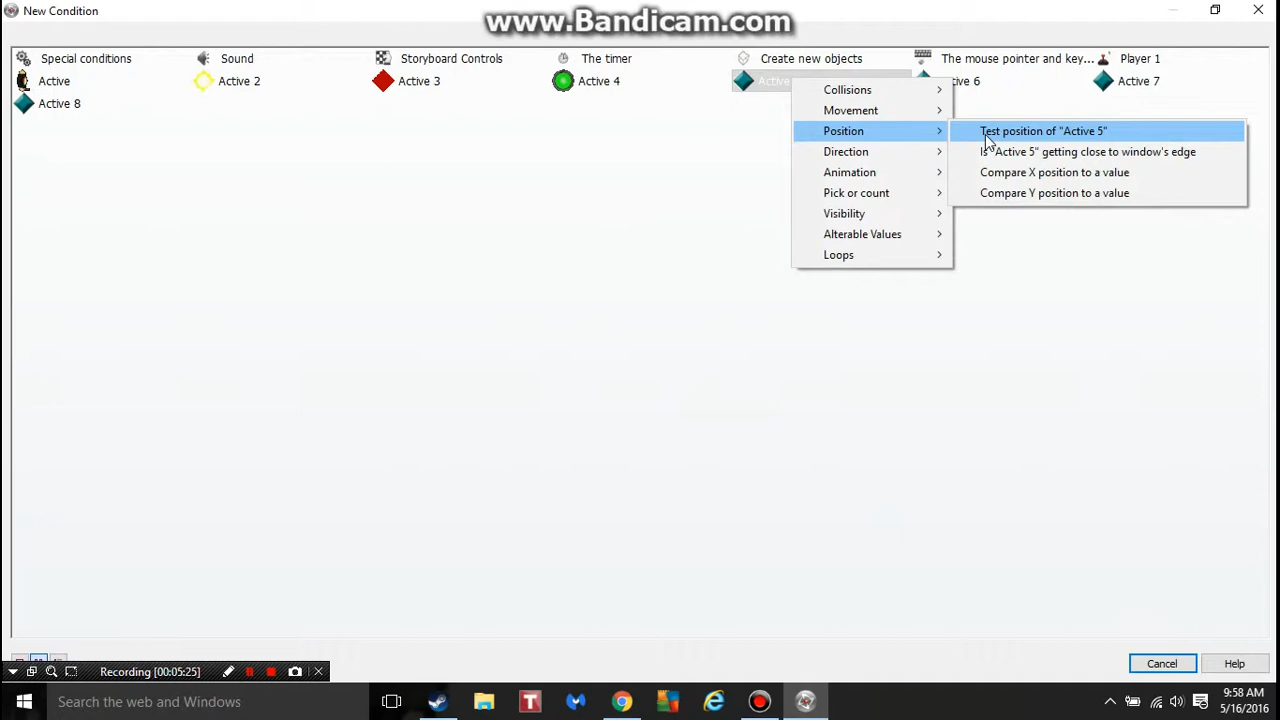 New Condition
www.Bandicam.com
Special conditions
Sound
Storyboard Controls
The timer
Create new objects
The mouse pointer and key...
Player 1
Active
Active 2
Active 3
Active 4
Active
6
Active 7
Active 8
Collisions
Movement
Position
Direction
Animation
Pick or count
Visibility
Alterable Values
Loops
Test position of "Active 5"
Is "Active 5" getting close to window's edge
Compare X position to a value
Compare Y position to a value
Recording [00:05:25]
Cancel
Help
Search the web and Windows
9:58 AM
5/16/2016